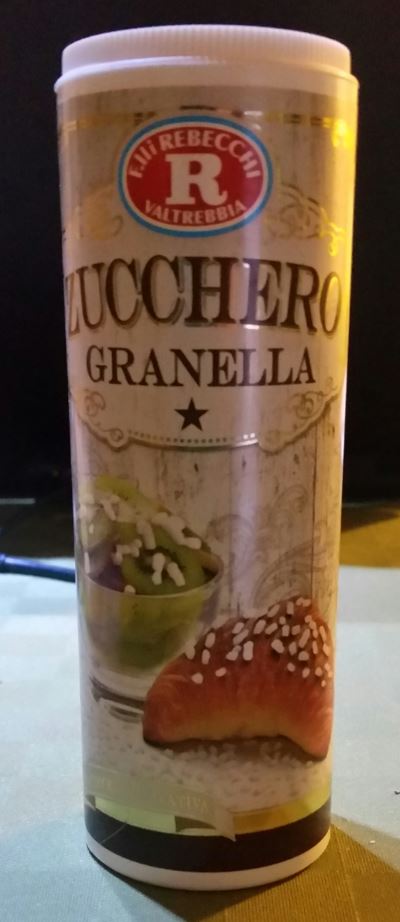 F.lli REBECCHI
R
VALTREBBIA
ZUCCHERO
GRANELLA